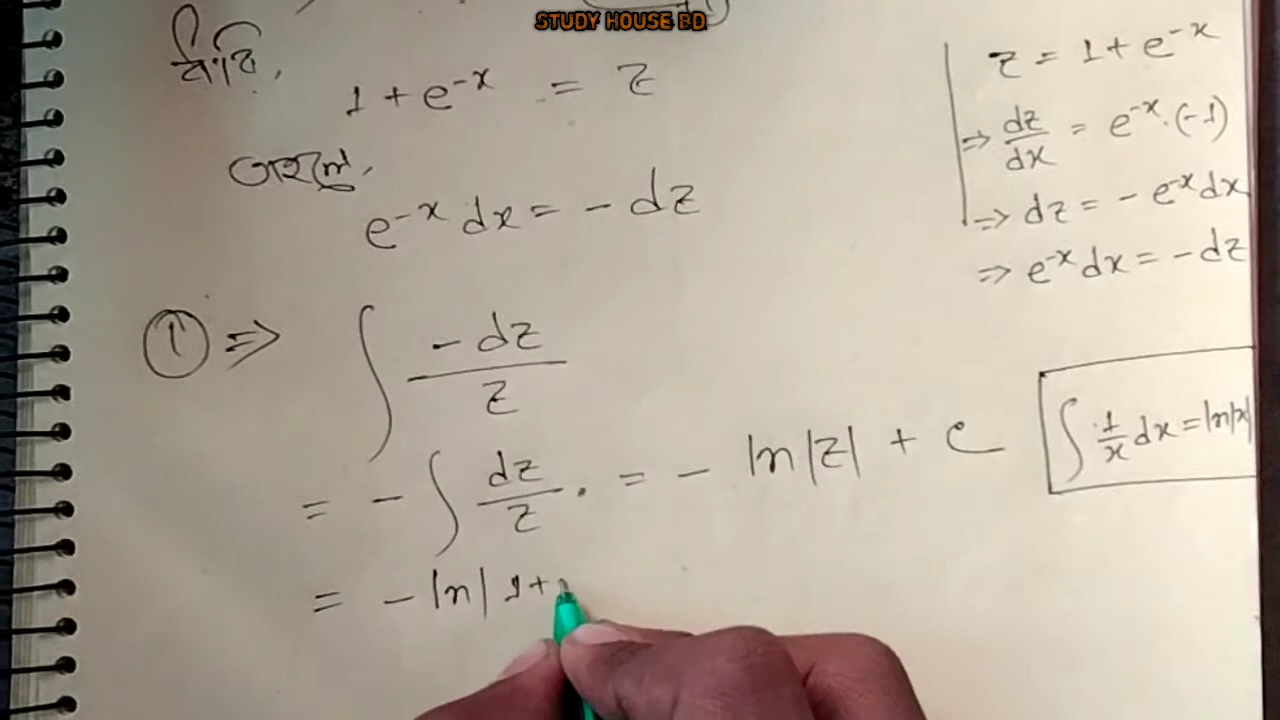 STUDY HOUSE BD
ধরি,
1 + e^-x = z
তাহলে,
e^-x dx = - dz
z = 1 + e^-x
⇒ dz/dx = e^-x.(-1)
⇒ dz = - e^-x dx
⇒ e^-x dx = - dz
① ⇒ ∫ -dz/z
= - ∫ dz/z . = - ln|z| + c
∫ 1/x dx = ln|x|
= - ln| 1 +